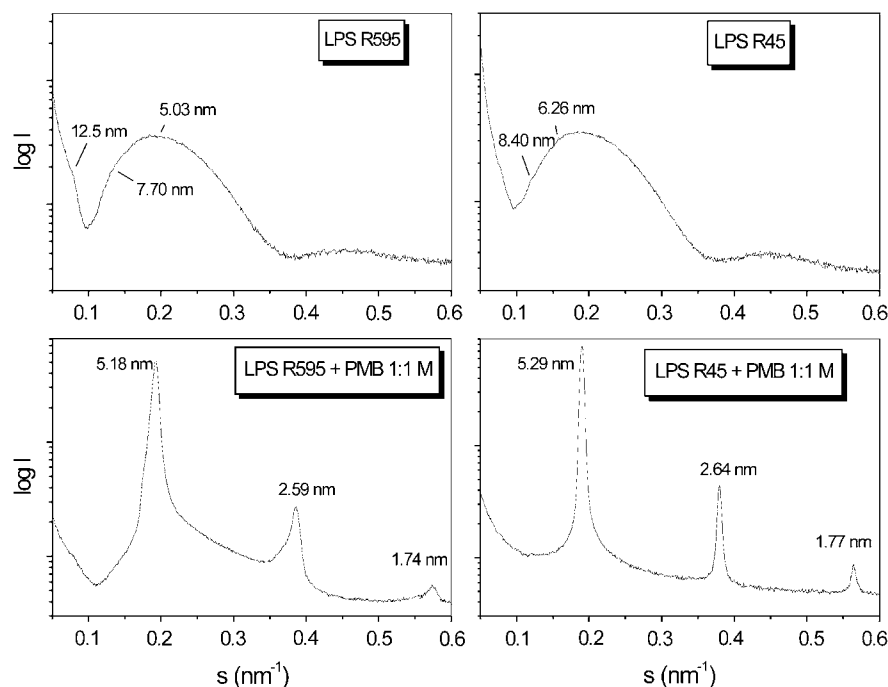 LPS R595
5.03 nm
12.5 nm
7.70 nm
log I
0.1 0.2 0.3 0.4 0.5 0.6
LPS R45
6.26 nm
8.40 nm
0.1 0.2 0.3 0.4 0.5 0.6
LPS R595 + PMB 1:1 M
5.18 nm
2.59 nm
1.74 nm
log I
0.1 0.2 0.3 0.4 0.5 0.6
s (nm⁻¹)
LPS R45 + PMB 1:1 M
5.29 nm
2.64 nm
1.77 nm
0.1 0.2 0.3 0.4 0.5 0.6
s (nm⁻¹)